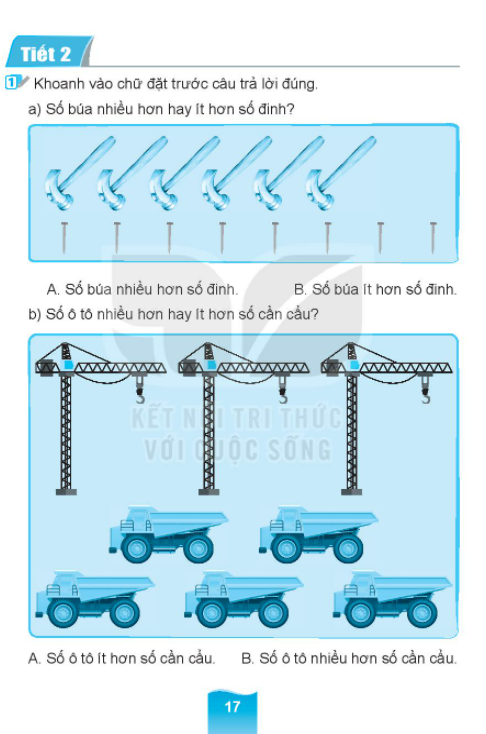 Tiết 2
1 Khoanh vào chữ đặt trước câu trả lời đúng.
a) Số búa nhiều hơn hay ít hơn số đinh?
A. Số búa nhiều hơn số đinh. B. Số búa ít hơn số đinh.
b) Số ô tô nhiều hơn hay ít hơn số cần cẩu?
KẾT NỐI TRI THỨC
VỚI CUỘC SỐNG
A. Số ô tô ít hơn số cần cẩu. B. Số ô tô nhiều hơn số cần cẩu.
17